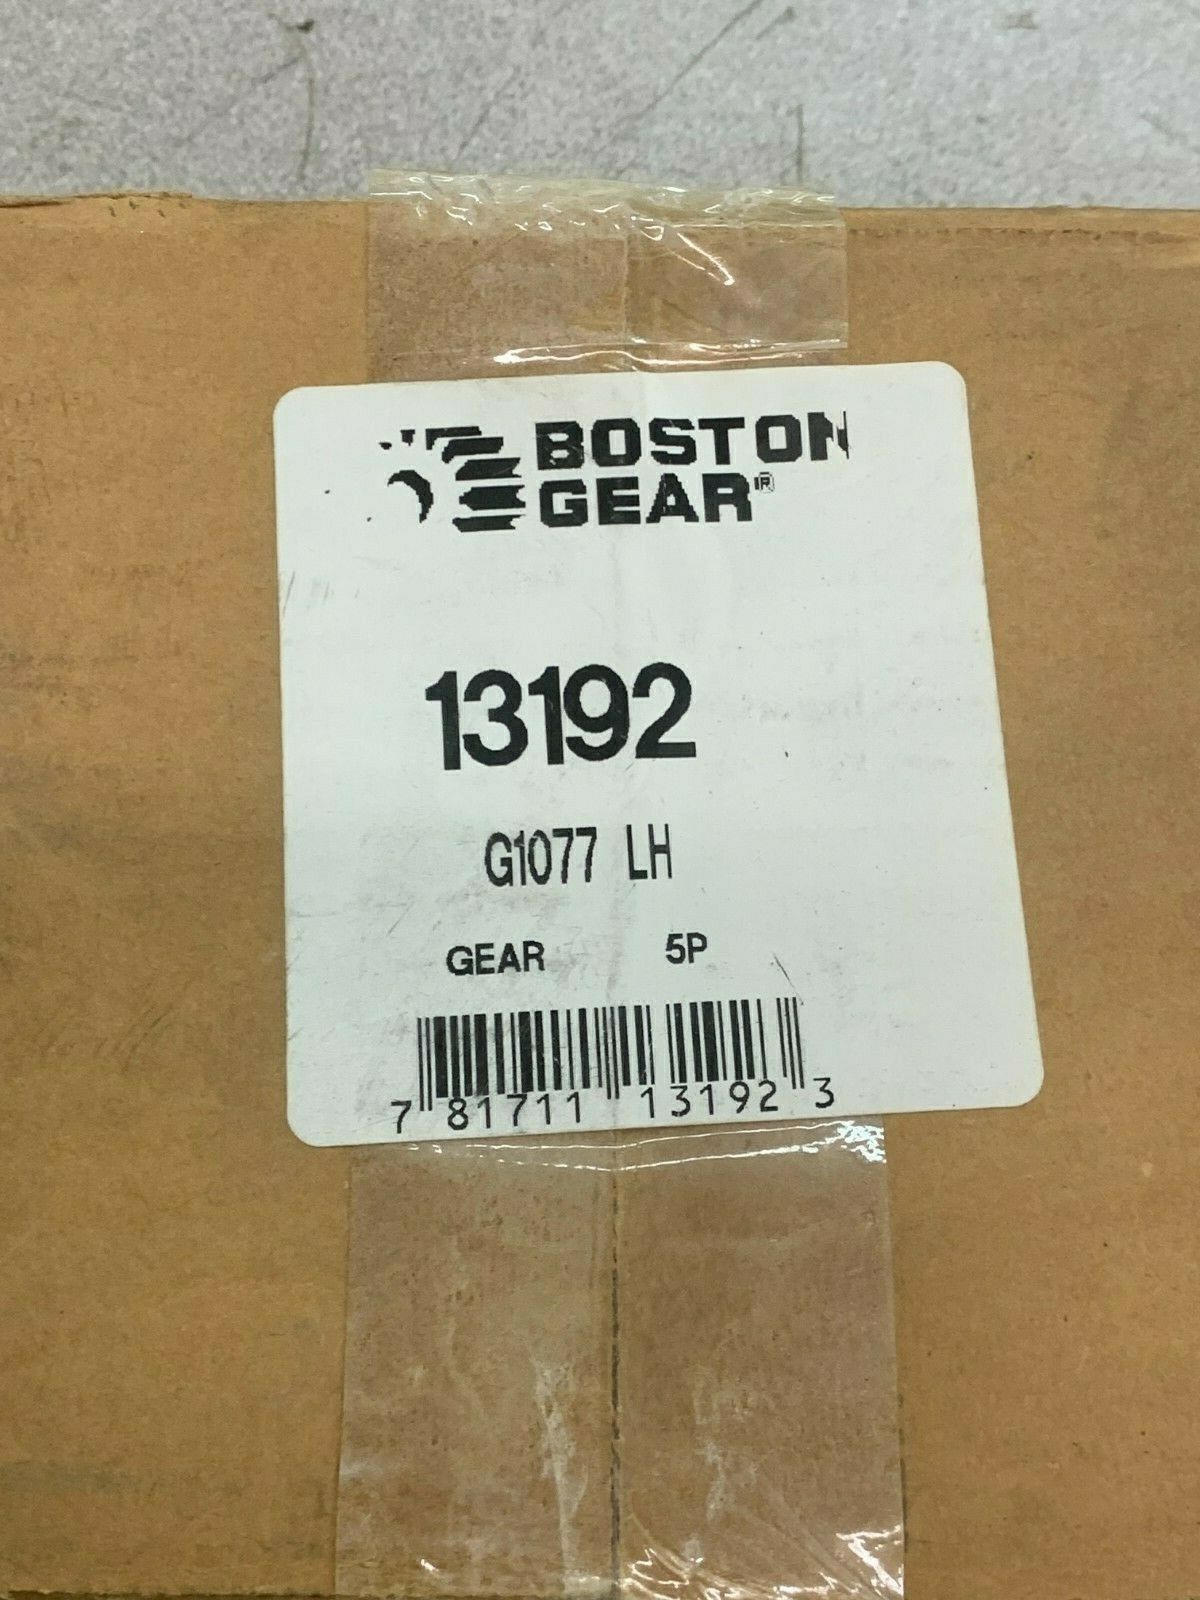 BOSTON
GEAR®
13192
G1077 LH
GEAR 5P
7 81711 13192 3